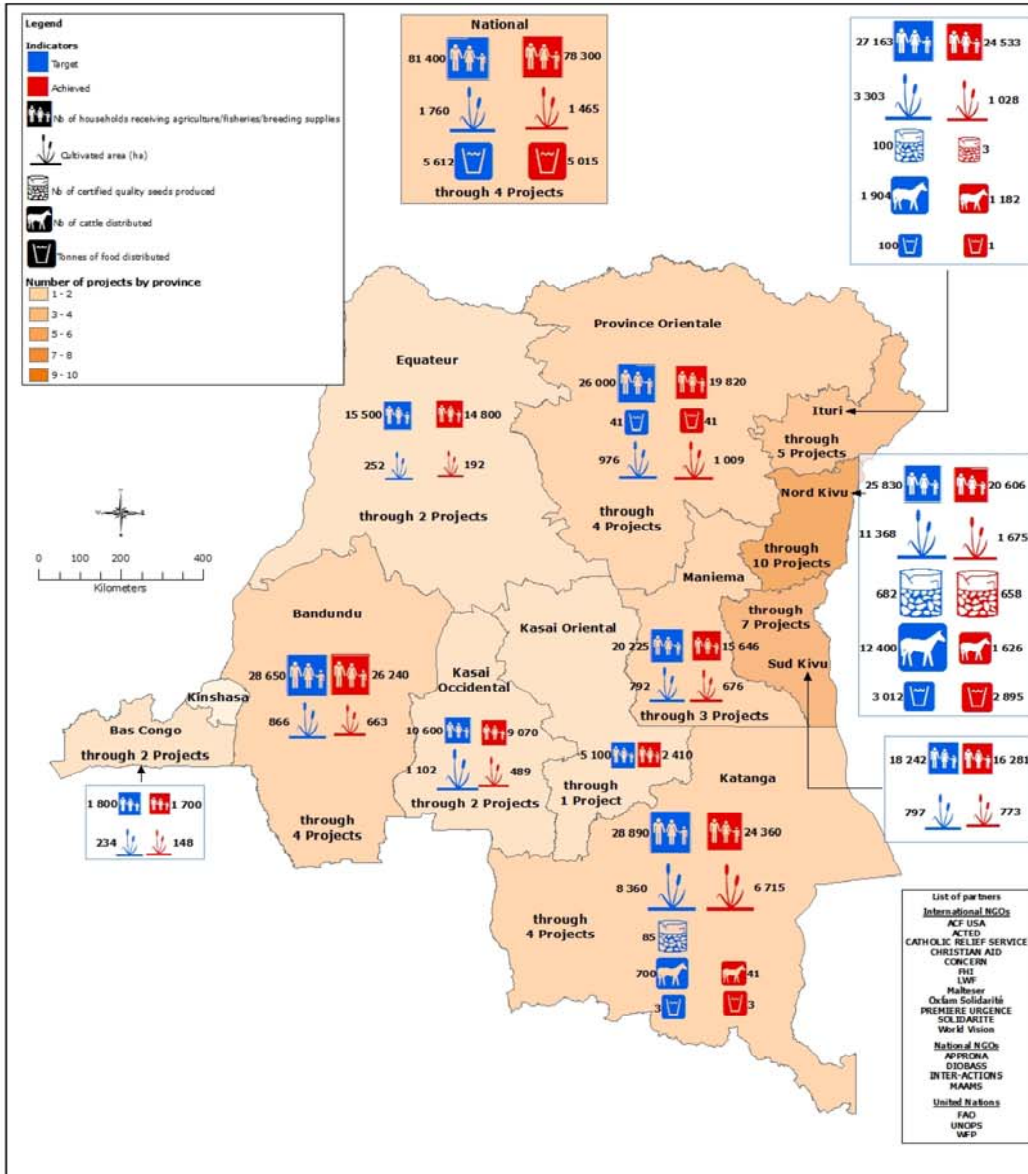 Legend
Indicators
Target
Achieved
Nb of households receiving agriculture/fisheries/breeding supplies
Cultivated area (ha)
Nb of certified quality seeds produced
Nb of cattle distributed
Tonnes of food distributed
Number of projects by province
1 - 2
3 - 4
5 - 6
7 - 8
9 - 10
National
81 400 78 300
1 760 1 465
5 612 5 015
through 4 Projects
27 163 24 533
3 303 1 028
100 3
1 904 1 182
100 1
Province Orientale
26 000 19 820
41 41
976 1 009
through
4 Projects
Equateur
15 500 14 800
252 192
through 2 Projects
Ituri
through
5 Projects
Nord Kivu
through
10 Projects
25 830 20 606
11 368 1 675
682 658
12 400 1 626
3 012 2 895
0 100 200 400
Kilometers
Maniema
20 225 15 646
792 676
through 3 Projects
through
7 Projects
Sud Kivu
18 242 16 281
797 773
Bandundu
28 650 26 240
866 663
through
4 Projects
Kasai Oriental
5 100 2 410
through
1 Project
Kasai
Occidental
10 600 9 070
1 102 489
through 2 Projects
Kinshasa
Bas Congo
through 2 Projects
1 800 1 700
234 148
Katanga
28 890 24 360
8 360 6 715
through
4 Projects
85
700 41
3 3
List of partners
International NGOs
ACF USA
ACTED
CATHOLIC RELIEF SERVICE
CHRISTIAN AID
CONCERN
FHI
LWF
Malteser
Oxfam Solidarité
PREMIERE URGENCE
SOLIDARITE
World Vision
National NGOs
APPRONA
DIOBASS
INTER-ACTIONS
MAAMS
United Nations
FAO
UNOPS
WFP